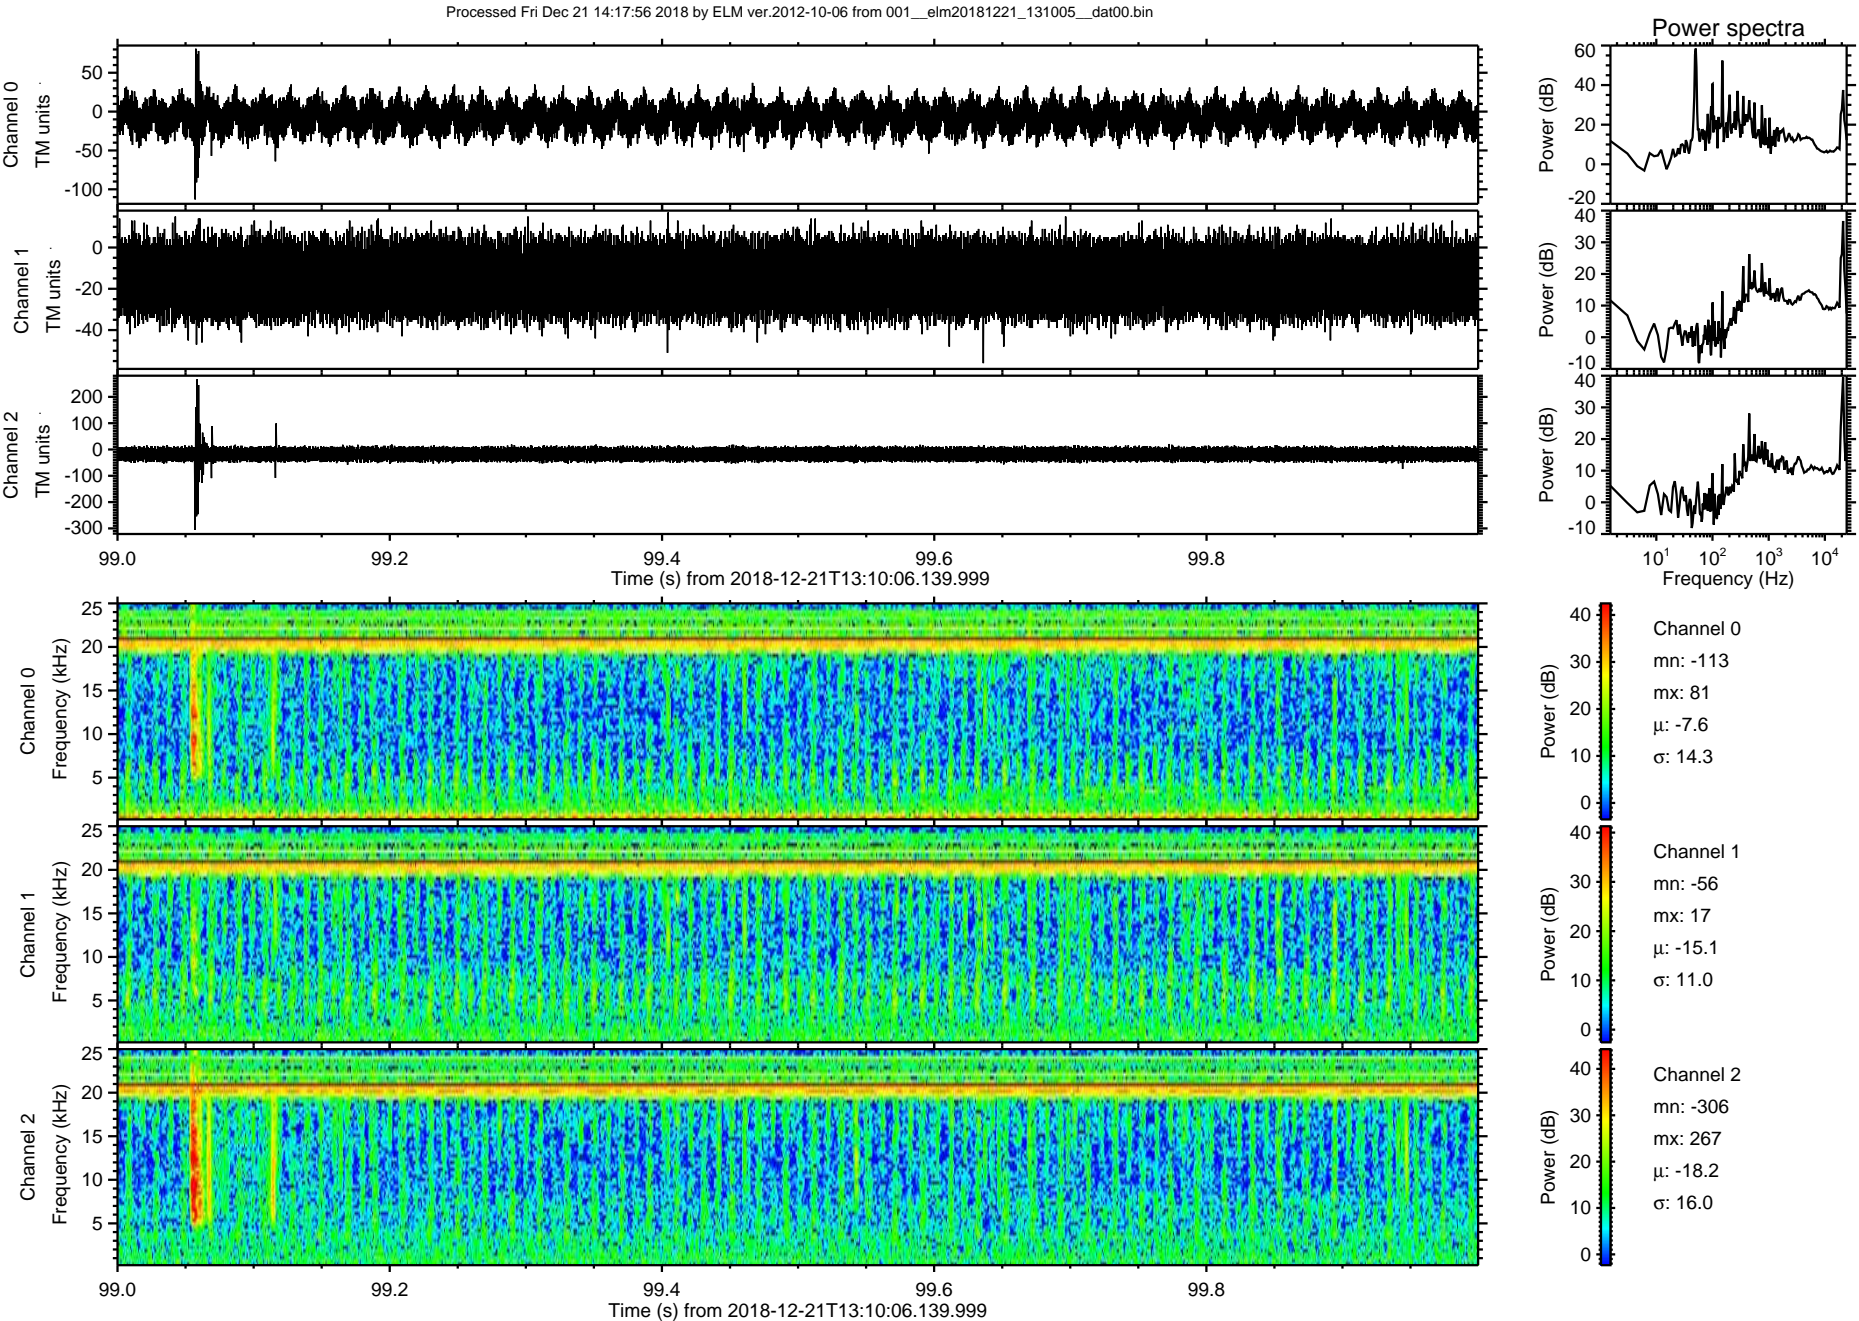 Processed Fri Dec 21 14:17:56 2018 by ELM ver.2012-10-06 from 001__elm20181221_131005__dat00.bin
Power spectra
Channel 0
TM units
50
0
-50
-100
Power (dB)
60
40
20
0
-20
Channel 1
TM units
0
-20
-40
Power (dB)
40
30
20
10
0
-10
Channel 2
TM units
200
100
0
-100
-200
-300
Power (dB)
40
30
20
10
0
-10
99.0 99.2 99.4 99.6 99.8
Time (s) from 2018-12-21T13:10:06.139.999
10^1 10^2 10^3 10^4
Frequency (Hz)
Channel 0
Frequency (kHz)
25
20
15
10
5
Power (dB)
40
30
20
10
0
Channel 0
mn: -113
mx: 81
μ: -7.6
σ: 14.3
Channel 1
Frequency (kHz)
25
20
15
10
5
Power (dB)
40
30
20
10
0
Channel 1
mn: -56
mx: 17
μ: -15.1
σ: 11.0
Channel 2
Frequency (kHz)
25
20
15
10
5
Power (dB)
40
30
20
10
0
Channel 2
mn: -306
mx: 267
μ: -18.2
σ: 16.0
99.0 99.2 99.4 99.6 99.8
Time (s) from 2018-12-21T13:10:06.139.999